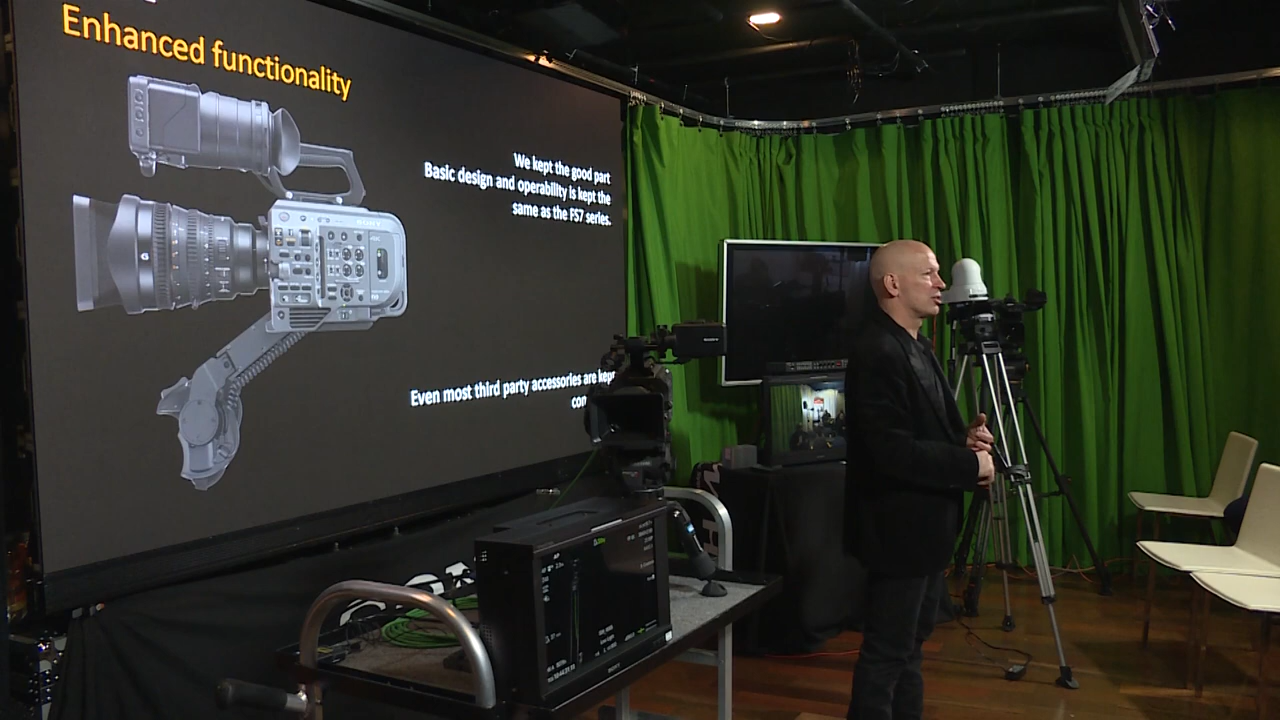 Enhanced functionality
We kept the good part
Basic design and operability is kept the
same as the FS7 series.
Even most third party accessories are
SONY